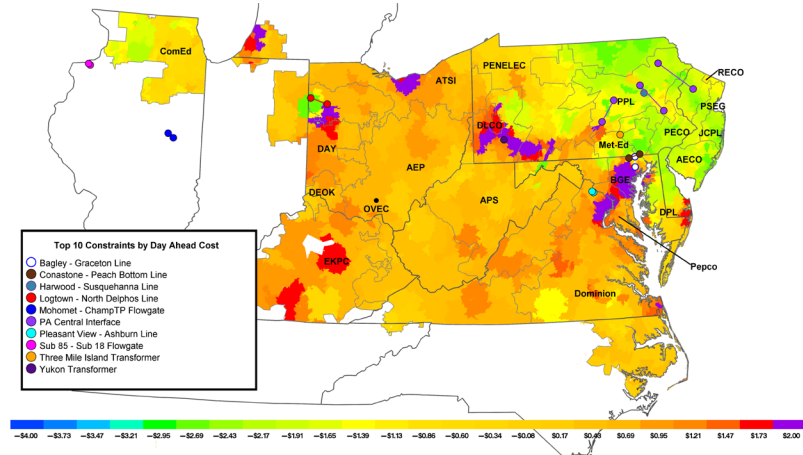 ComEd
ATSI
PENELEC
RECO
PPL
PSEG
DLCO
PECO
JCPL
Met-Ed
DAY
AECO
AEP
BGE
DEOK
APS
OVEC
DPL
Pepco
EKPC
Dominion
Top 10 Constraints by Day Ahead Cost
Bagley - Graceton Line
Conastone - Peach Bottom Line
Harwood - Susquehanna Line
Logtown - North Delphos Line
Mohomet - ChampTP Flowgate
PA Central Interface
Pleasant View - Ashburn Line
Sub 85 - Sub 18 Flowgate
Three Mile Island Transformer
Yukon Transformer
−$4.00 −$3.73 −$3.47 −$3.21 −$2.95 −$2.69 −$2.43 −$2.17 −$1.91 −$1.65 −$1.39 −$1.13 −$0.86 −$0.60 −$0.34 −$0.08 $0.17 $0.43 $0.69 $0.95 $1.21 $1.47 $1.73 $2.00